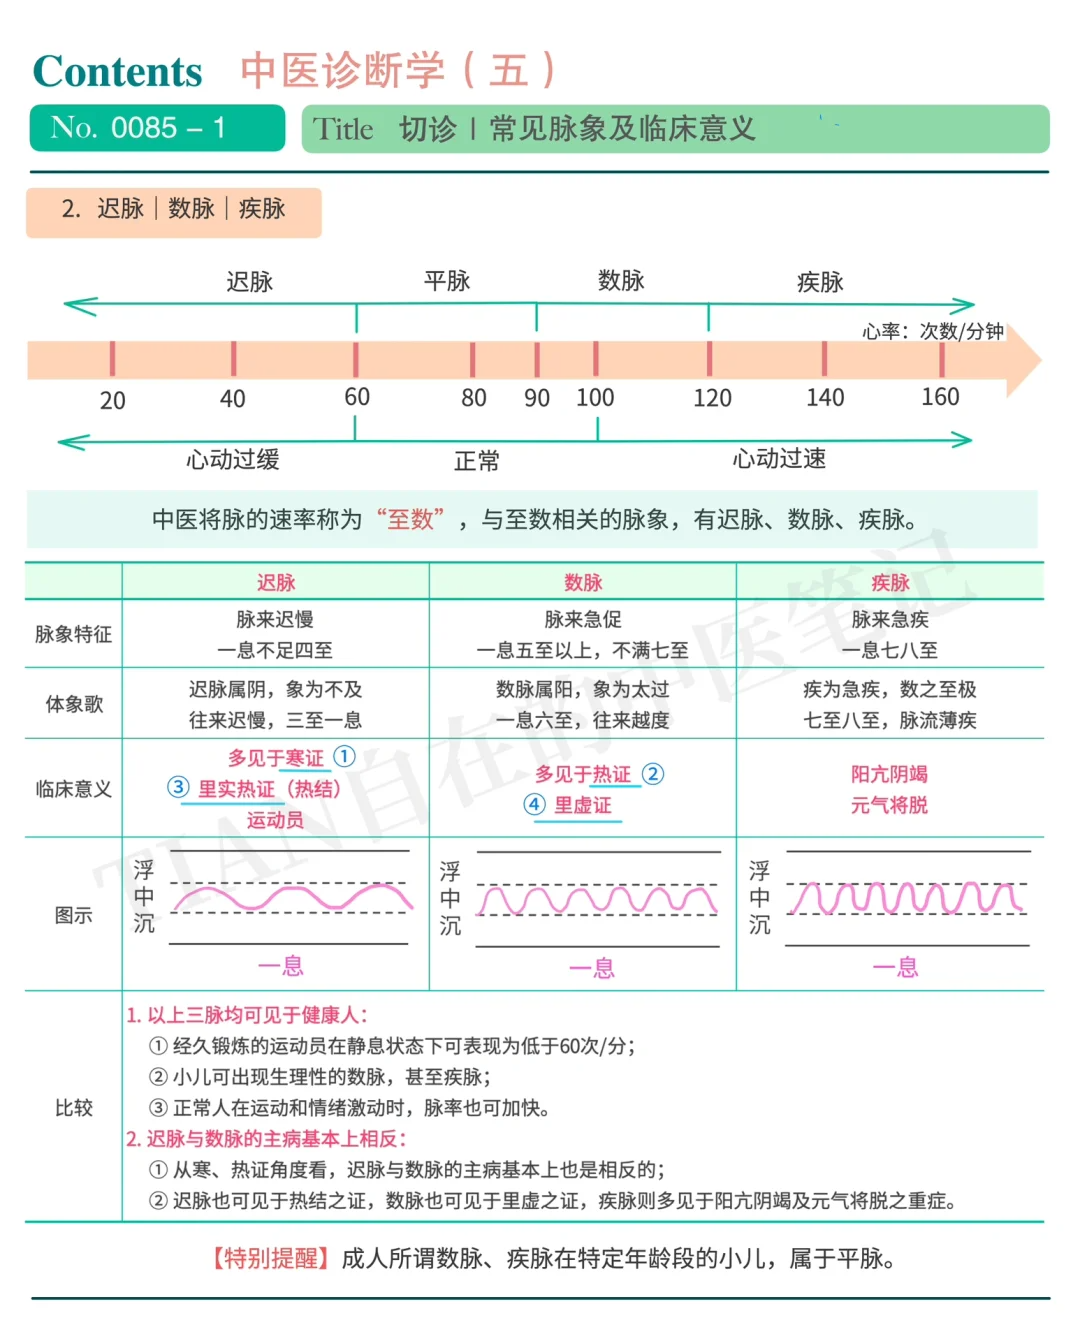 Contents 中医诊断学（五）
No. 0085 – 1
Title 切诊 | 常见脉象及临床意义
2. 迟脉｜数脉｜疾脉
迟脉 平脉 数脉 疾脉
心率：次数/分钟
20 40 60 80 90 100 120 140 160
心动过缓 正常 心动过速
中医将脉的速率称为“至数”，与至数相关的脉象，有迟脉、数脉、疾脉。
迟脉 数脉 疾脉
脉象特征
脉来迟慢
一息不足四至
脉来急促
一息五至以上，不满七至
脉来急疾
一息七八至
体象歌
迟脉属阴，象为不及
往来迟慢，三至一息
数脉属阳，象为太过
一息六至，往来越度
疾为急疾，数之至极
七至八至，脉流薄疾
临床意义
多见于寒证 ①
③ 里实热证（热结）
运动员
多见于热证 ②
④ 里虚证
阳亢阴竭
元气将脱
图示
浮
中
沉
一息
浮
中
沉
一息
浮
中
沉
一息
比较
1. 以上三脉均可见于健康人：
① 经久锻炼的运动员在静息状态下可表现为低于60次/分；
② 小儿可出现生理性的数脉，甚至疾脉；
③ 正常人在运动和情绪激动时，脉率也可加快。
2. 迟脉与数脉的主病基本上相反：
① 从寒、热证角度看，迟脉与数脉的主病基本上也是相反的；
② 迟脉也可见于热结之证，数脉也可见于里虚之证，疾脉则多见于阳亢阴竭及元气将脱之重症。
【特别提醒】成人所谓数脉、疾脉在特定年龄段的小儿，属于平脉。
TIAN自在的中医笔记